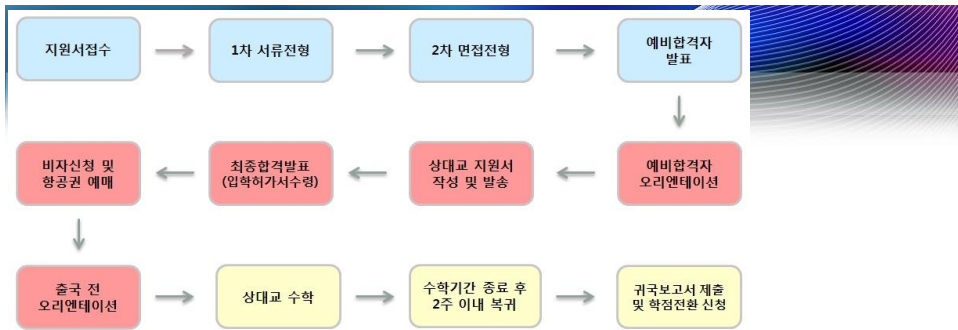 지원서접수
1차 서류전형
2차 면접전형
예비합격자
발표
예비합격자
오리엔테이션
상대교 지원서
작성 및 발송
최종합격발표
(입학허가서수령)
비자신청 및
항공권 예매
출국 전
오리엔테이션
상대교 수학
수학기간 종료 후
2주 이내 복귀
귀국보고서 제출
및 학점전환 신청